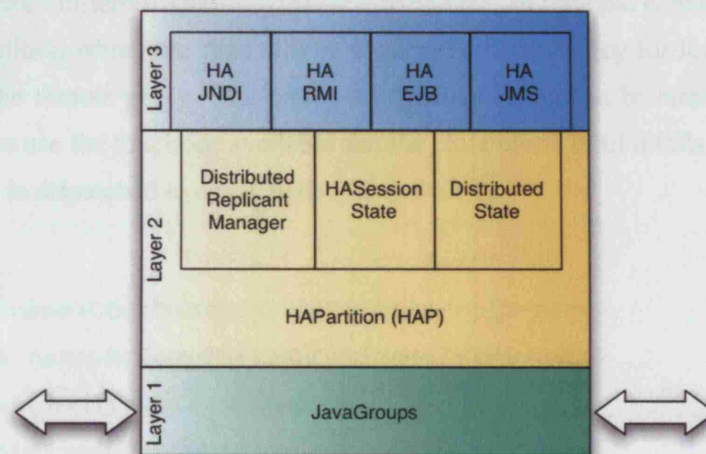 Layer 3
HA
JNDI
HA
RMI
HA
EJB
HA
JMS
Layer 2
Distributed
Replicant
Manager
HASession
State
Distributed
State
HAPartition (HAP)
Layer 1
JavaGroups